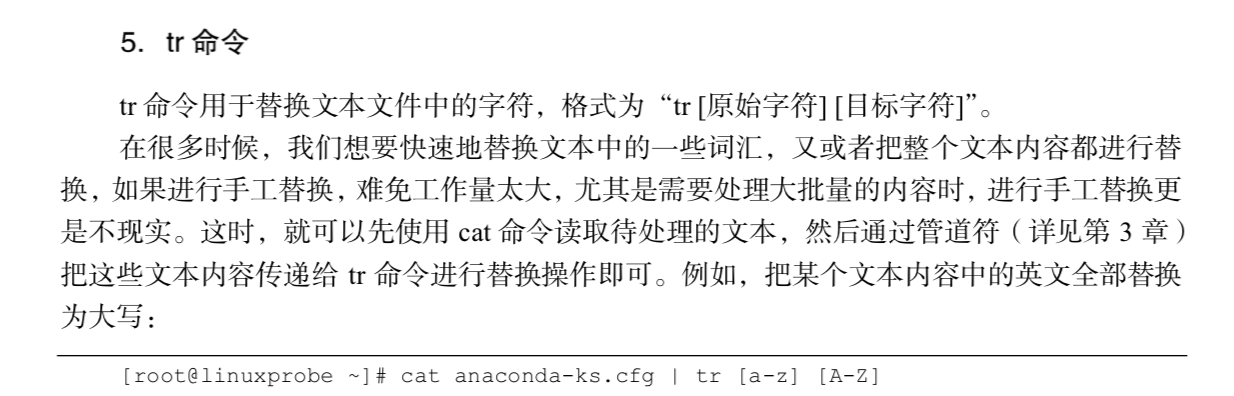 5. tr 命令
tr 命令用于替换文本文件中的字符，格式为“tr [原始字符] [目标字符]”。
在很多时候，我们想要快速地替换文本中的一些词汇，又或者把整个文本内容都进行替
换，如果进行手工替换，难免工作量太大，尤其是需要处理大批量的内容时，进行手工替换更
是不现实。这时，就可以先使用 cat 命令读取待处理的文本，然后通过管道符（详见第 3 章）
把这些文本内容传递给 tr 命令进行替换操作即可。例如，把某个文本内容中的英文全部替换
为大写：
[root@linuxprobe ~]# cat anaconda-ks.cfg | tr [a-z] [A-Z]